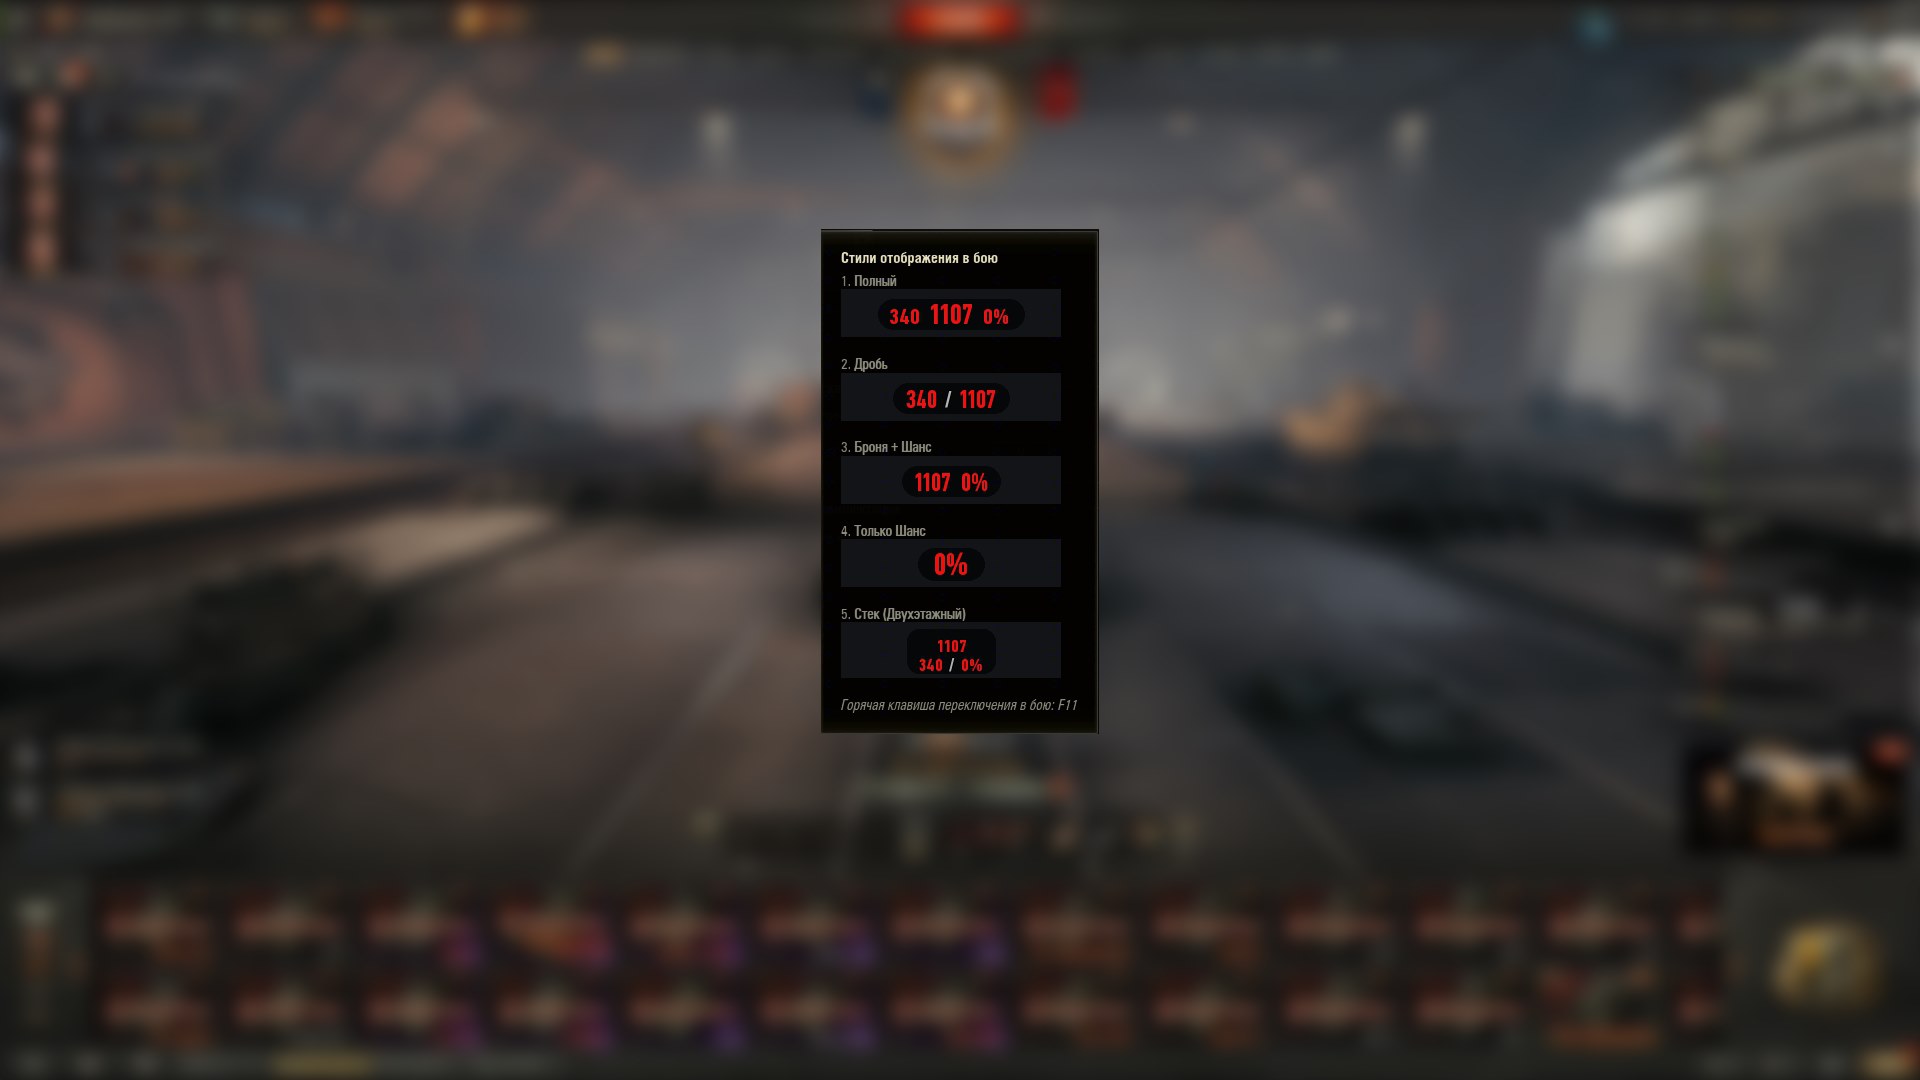 Стили отображения в бою
1. Полный
340 1107 0%
2. Дробь
340 / 1107
3. Броня + Шанс
1107 0%
4. Только Шанс
0%
5. Стек (Двухэтажный)
1107
340 / 0%
Горячая клавиша переключения в бою: F11